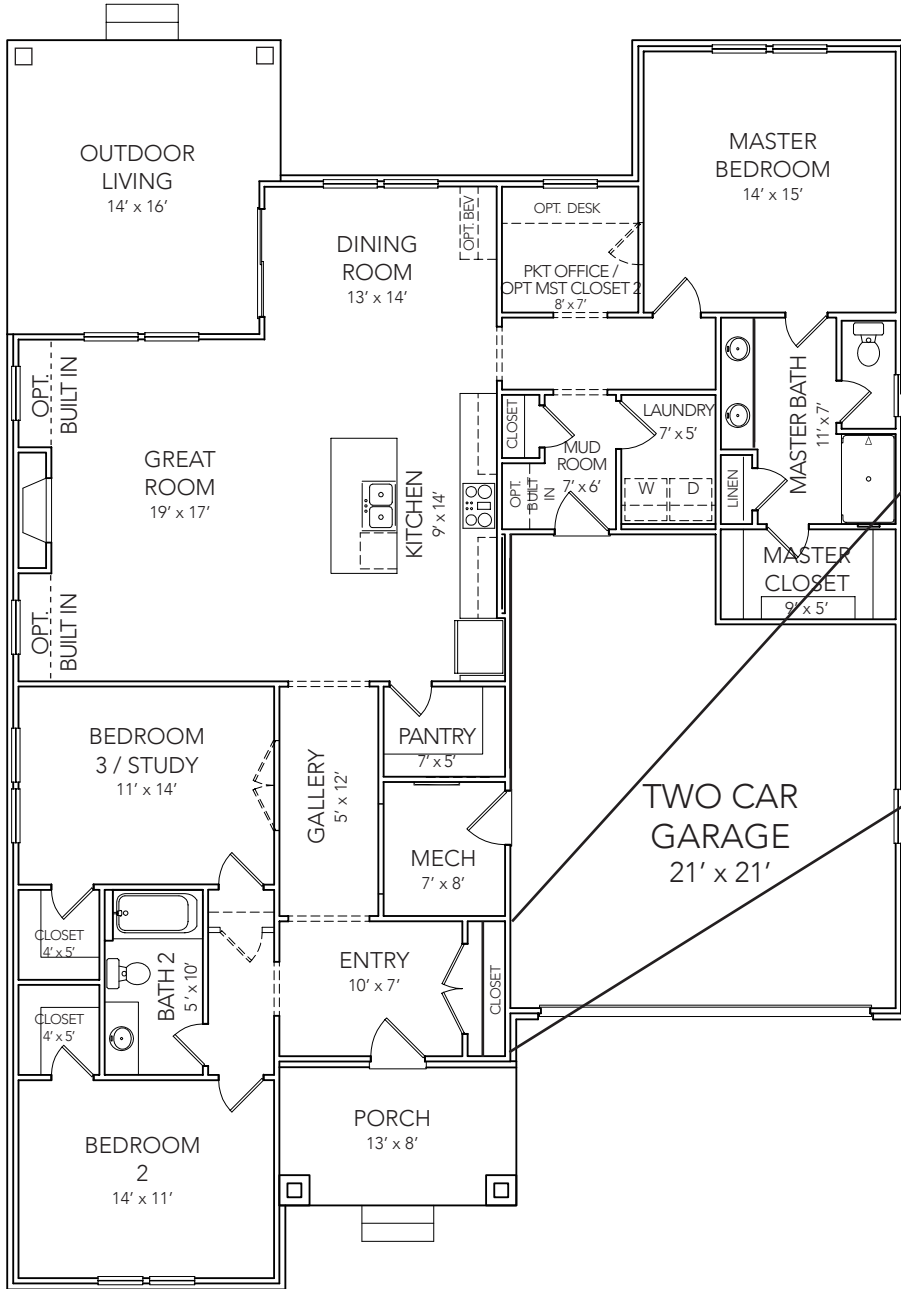 OUTDOOR
LIVING
14’ x 16’
MASTER
BEDROOM
14’ x 15’
DINING
ROOM
13’ x 14’
OPT. BEV
OPT. DESK
PKT OFFICE /
OPT MST CLOSET 2
8’ x 7’
OPT.
BUILT IN
GREAT
ROOM
19’ x 17’
KITCHEN
9’ x 14’
CLOSET
MUD
ROOM
7’ x 6’
OPT.
BUILT
IN
LAUNDRY
7’ x 5’
W
D
MASTER BATH
11’ x 7’
LINEN
MASTER
CLOSET
9’ x 5’
OPT.
BUILT IN
BEDROOM
3 / STUDY
11’ x 14’
GALLERY
5’ x 12’
PANTRY
7’ x 5’
MECH
7’ x 8’
TWO CAR
GARAGE
21’ x 21’
CLOSET
4’ x 5’
BATH 2
5’ x 10’
ENTRY
10’ x 7’
CLOSET
CLOSET
4’ x 5’
BEDROOM
2
14’ x 11’
PORCH
13’ x 8’